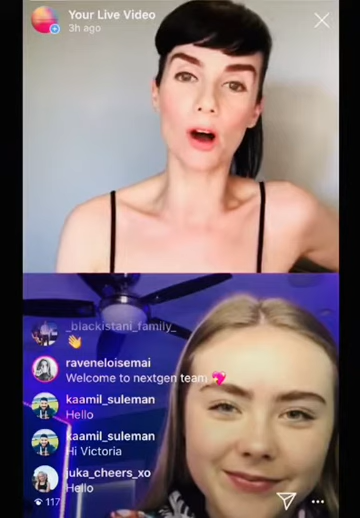 Your Live Video
3h ago
_blackistani_family_
👋
raveneloisemai
Welcome to nextgen team 💖
kaamil_suleman
Hello
kaamil_suleman
Hi Victoria
juka_cheers_xo
Hello
117